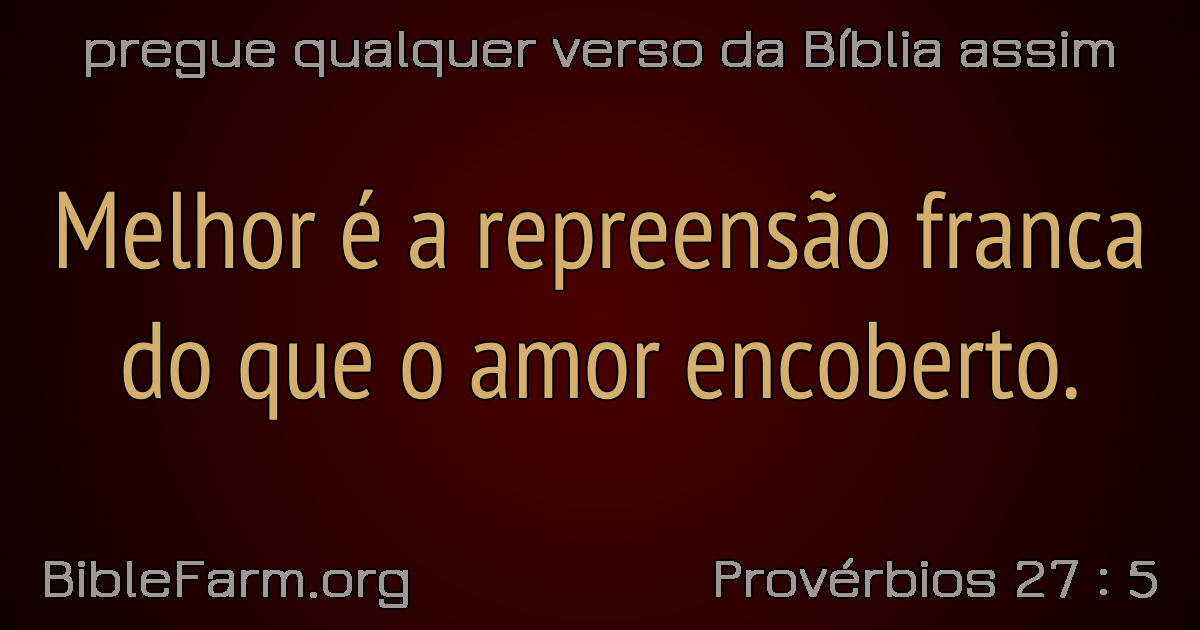 pregue qualquer verso da Bíblia assim
Melhor é a repreensão franca
do que o amor encoberto.
BibleFarm.org
Provérbios 27 : 5